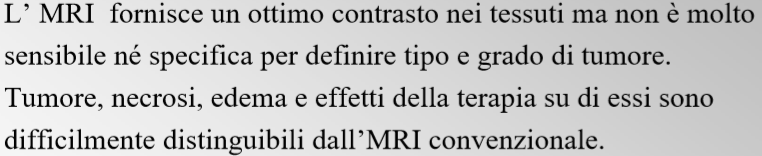 L’ MRI fornisce un ottimo contrasto nei tessuti ma non è molto
sensibile né specifica per definire tipo e grado di tumore.
Tumore, necrosi, edema e effetti della terapia su di essi sono
difficilmente distinguibili dall’MRI convenzionale.